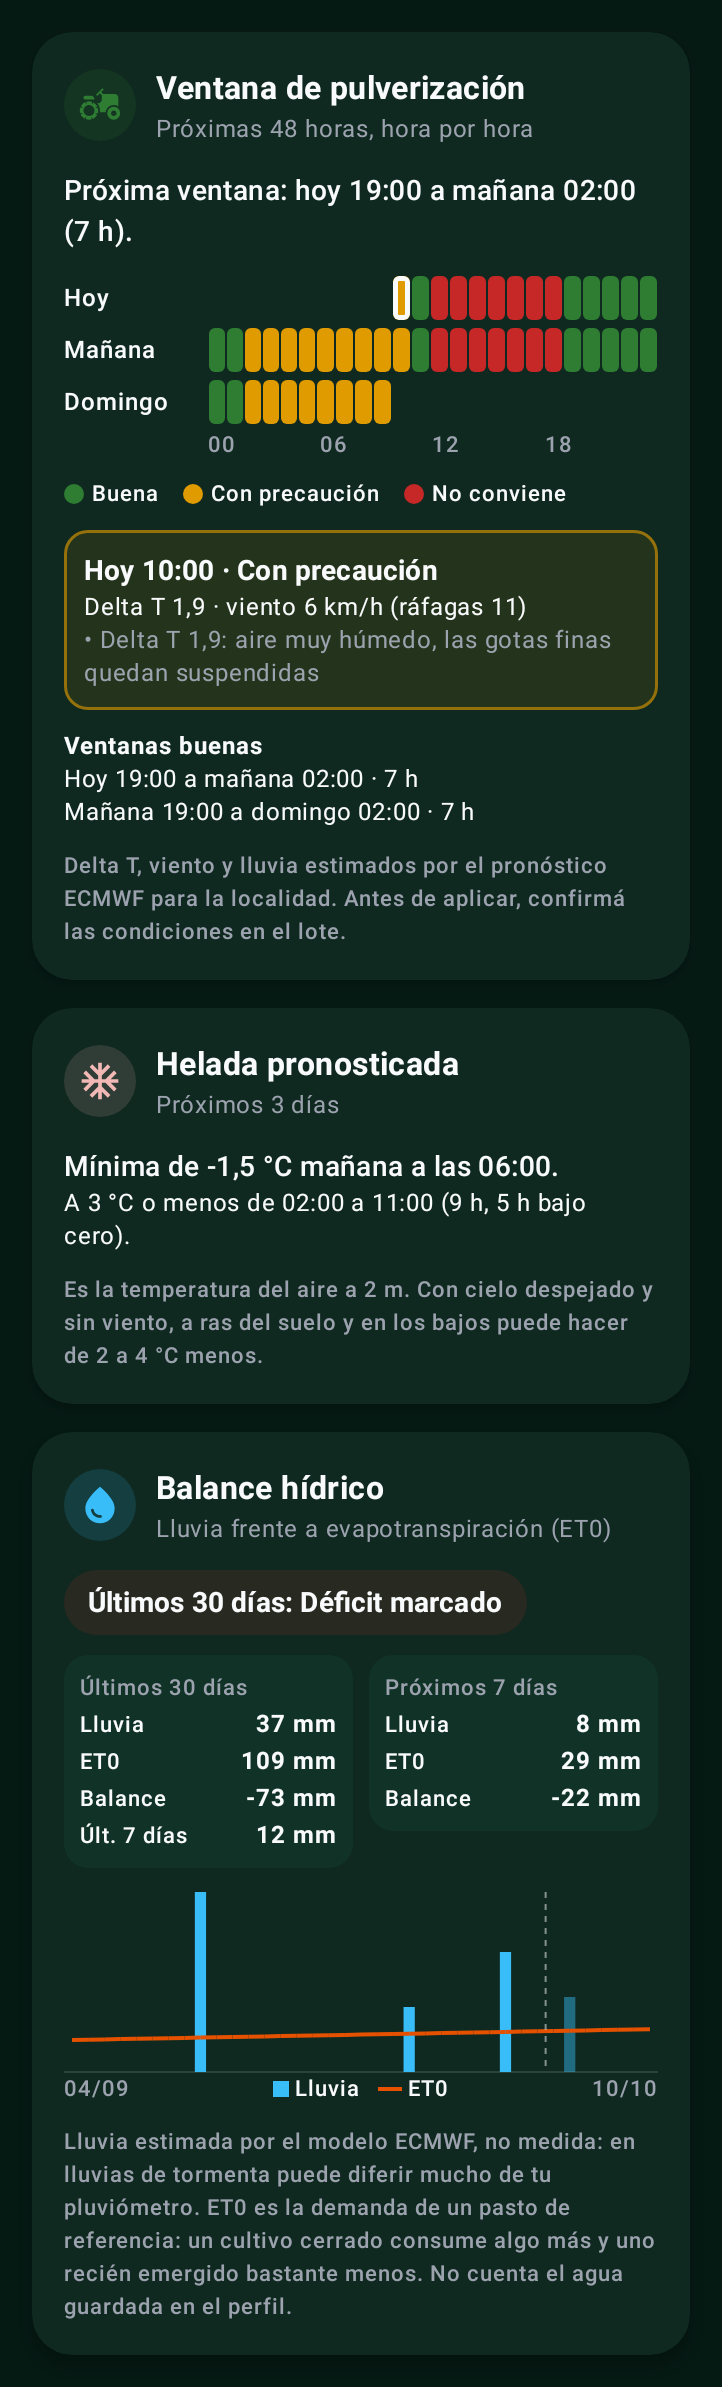 Ventana de pulverización
Próximas 48 horas, hora por hora
Próxima ventana: hoy 19:00 a mañana 02:00
(7 h).
Hoy
Mañana
Domingo
00 06 12 18
Buena Con precaución No conviene
Hoy 10:00 · Con precaución
Delta T 1,9 · viento 6 km/h (ráfagas 11)
• Delta T 1,9: aire muy húmedo, las gotas finas
quedan suspendidas
Ventanas buenas
Hoy 19:00 a mañana 02:00 · 7 h
Mañana 19:00 a domingo 02:00 · 7 h
Delta T, viento y lluvia estimados por el pronóstico
ECMWF para la localidad. Antes de aplicar, confirmá
las condiciones en el lote.
Helada pronosticada
Próximos 3 días
Mínima de -1,5 °C mañana a las 06:00.
A 3 °C o menos de 02:00 a 11:00 (9 h, 5 h bajo
cero).
Es la temperatura del aire a 2 m. Con cielo despejado y
sin viento, a ras del suelo y en los bajos puede hacer
de 2 a 4 °C menos.
Balance hídrico
Lluvia frente a evapotranspiración (ET0)
Últimos 30 días: Déficit marcado
Últimos 30 días
Lluvia 37 mm
ET0 109 mm
Balance -73 mm
Últ. 7 días 12 mm
Próximos 7 días
Lluvia 8 mm
ET0 29 mm
Balance -22 mm
04/09 Lluvia ET0 10/10
Lluvia estimada por el modelo ECMWF, no medida: en
lluvias de tormenta puede diferir mucho de tu
pluviómetro. ET0 es la demanda de un pasto de
referencia: un cultivo cerrado consume algo más y uno
recién emergido bastante menos. No cuenta el agua
guardada en el perfil.